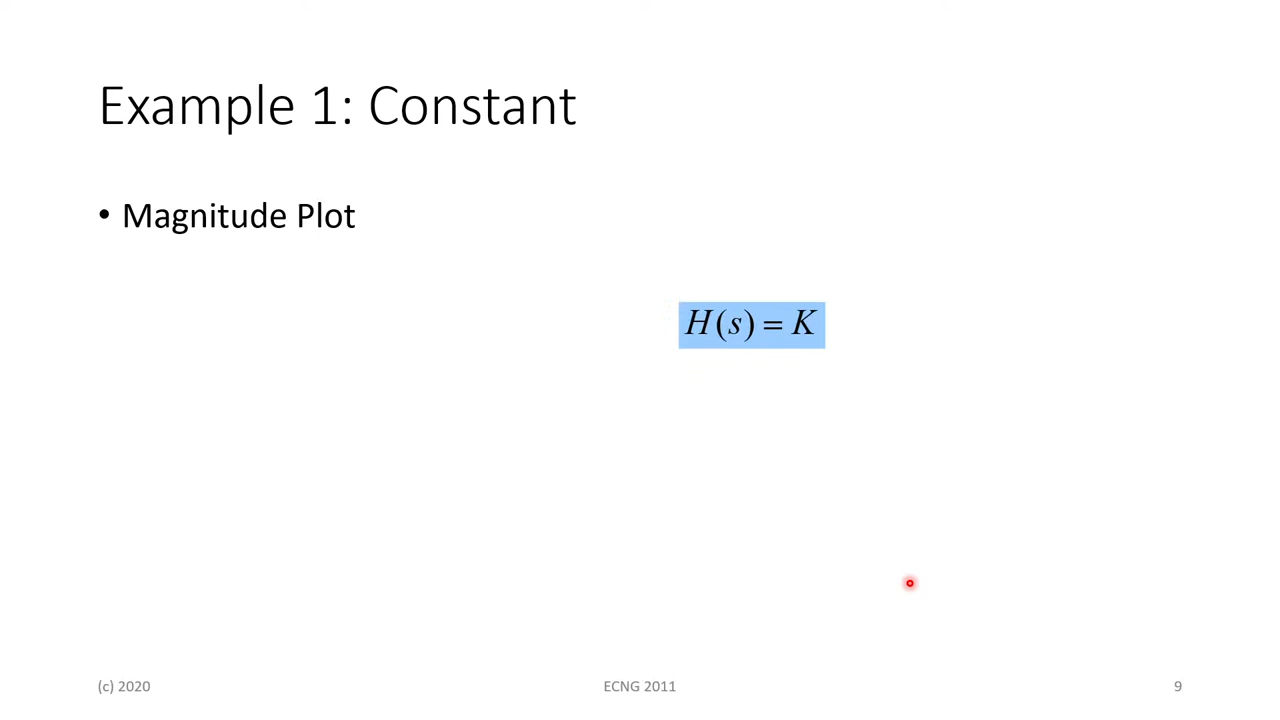 Example 1: Constant
• Magnitude Plot
H(s) = K
(c) 2020
ECNG 2011
9